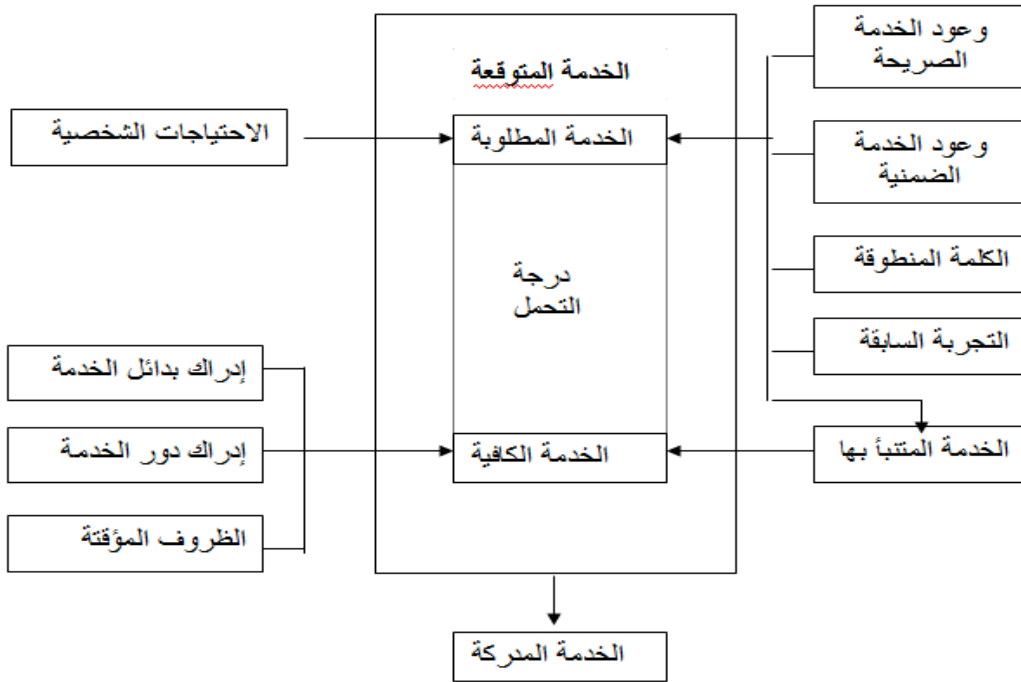 وعود الخدمة
الصريحة
الخدمة المتوقعة
الاحتياجات الشخصية
الخدمة المطلوبة
وعود الخدمة
الضمنية
الكلمة المنطوقة
درجة
التحمل
التجربة السابقة
إدراك بدائل الخدمة
إدراك دور الخدمة
الخدمة الكافية
الخدمة المتنبأ بها
الظروف المؤقتة
الخدمة المدركة